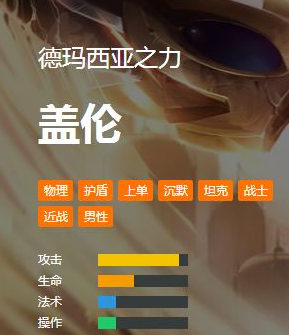 德玛西亚之力
盖伦
物理 护盾 上单 沉默 坦克 战士
近战 男性
攻击
生命
法术
操作